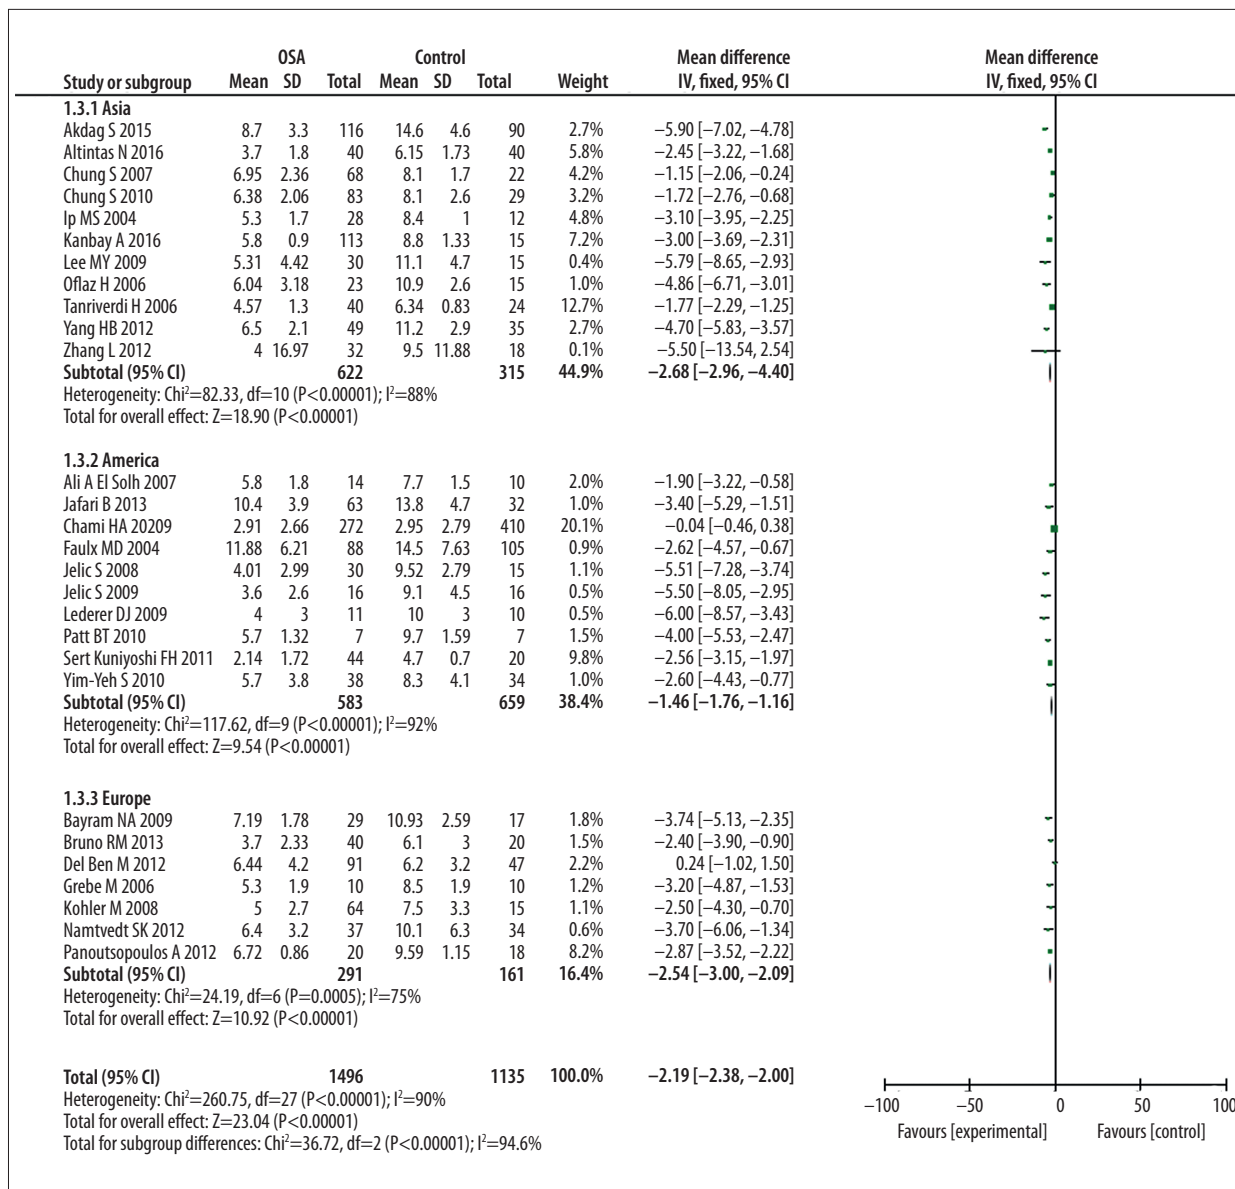 OSA Control Mean difference Mean difference
Study or subgroup Mean SD Total Mean SD Total Weight IV, fixed, 95% CI IV, fixed, 95% CI
1.3.1 Asia
Akdag S 2015 8.7 3.3 116 14.6 4.6 90 2.7% −5.90 [−7.02, −4.78]
Altintas N 2016 3.7 1.8 40 6.15 1.73 40 5.8% −2.45 [−3.22, −1.68]
Chung S 2007 6.95 2.36 68 8.1 1.7 22 4.2% −1.15 [−2.06, −0.24]
Chung S 2010 6.38 2.06 83 8.1 2.6 29 3.2% −1.72 [−2.76, −0.68]
Ip MS 2004 5.3 1.7 28 8.4 1 12 4.8% −3.10 [−3.95, −2.25]
Kanbay A 2016 5.8 0.9 113 8.8 1.33 15 7.2% −3.00 [−3.69, −2.31]
Lee MY 2009 5.31 4.42 30 11.1 4.7 15 0.4% −5.79 [−8.65, −2.93]
Oflaz H 2006 6.04 3.18 23 10.9 2.6 15 1.0% −4.86 [−6.71, −3.01]
Tanriverdi H 2006 4.57 1.3 40 6.34 0.83 24 12.7% −1.77 [−2.29, −1.25]
Yang HB 2012 6.5 2.1 49 11.2 2.9 35 2.7% −4.70 [−5.83, −3.57]
Zhang L 2012 4 16.97 32 9.5 11.88 18 0.1% −5.50 [−13.54, 2.54]
Subtotal (95% CI) 622 315 44.9% −2.68 [−2.96, −4.40]
Heterogeneity: Chi²=82.33, df=10 (P<0.00001); I²=88%
Total for overall effect: Z=18.90 (P<0.00001)
1.3.2 America
Ali A El Solh 2007 5.8 1.8 14 7.7 1.5 10 2.0% −1.90 [−3.22, −0.58]
Jafari B 2013 10.4 3.9 63 13.8 4.7 32 1.0% −3.40 [−5.29, −1.51]
Chami HA 20209 2.91 2.66 272 2.95 2.79 410 20.1% −0.04 [−0.46, 0.38]
Faulx MD 2004 11.88 6.21 88 14.5 7.63 105 0.9% −2.62 [−4.57, −0.67]
Jelic S 2008 4.01 2.99 30 9.52 2.79 15 1.1% −5.51 [−7.28, −3.74]
Jelic S 2009 3.6 2.6 16 9.1 4.5 16 0.5% −5.50 [−8.05, −2.95]
Lederer DJ 2009 4 3 11 10 3 10 0.5% −6.00 [−8.57, −3.43]
Patt BT 2010 5.7 1.32 7 9.7 1.59 7 1.5% −4.00 [−5.53, −2.47]
Sert Kuniyoshi FH 2011 2.14 1.72 44 4.7 0.7 20 9.8% −2.56 [−3.15, −1.97]
Yim-Yeh S 2010 5.7 3.8 38 8.3 4.1 34 1.0% −2.60 [−4.43, −0.77]
Subtotal (95% CI) 583 659 38.4% −1.46 [−1.76, −1.16]
Heterogeneity: Chi²=117.62, df=9 (P<0.00001); I²=92%
Total for overall effect: Z=9.54 (P<0.00001)
1.3.3 Europe
Bayram NA 2009 7.19 1.78 29 10.93 2.59 17 1.8% −3.74 [−5.13, −2.35]
Bruno RM 2013 3.7 2.33 40 6.1 3 20 1.5% −2.40 [−3.90, −0.90]
Del Ben M 2012 6.44 4.2 91 6.2 3.2 47 2.2% 0.24 [−1.02, 1.50]
Grebe M 2006 5.3 1.9 10 8.5 1.9 10 1.2% −3.20 [−4.87, −1.53]
Kohler M 2008 5 2.7 64 7.5 3.3 15 1.1% −2.50 [−4.30, −0.70]
Namtvedt SK 2012 6.4 3.2 37 10.1 6.3 34 0.6% −3.70 [−6.06, −1.34]
Panoutsopoulos A 2012 6.72 0.86 20 9.59 1.15 18 8.2% −2.87 [−3.52, −2.22]
Subtotal (95% CI) 291 161 16.4% −2.54 [−3.00, −2.09]
Heterogeneity: Chi²=24.19, df=6 (P=0.0005); I²=75%
Total for overall effect: Z=10.92 (P<0.00001)
Total (95% CI) 1496 1135 100.0% −2.19 [−2.38, −2.00]
Heterogeneity: Chi²=260.75, df=27 (P<0.00001); I²=90%
Total for overall effect: Z=23.04 (P<0.00001)
Total for subgroup differences: Chi²=36.72, df=2 (P<0.00001); I²=94.6%
−100 −50 0 50 100
Favours [experimental] Favours [control]